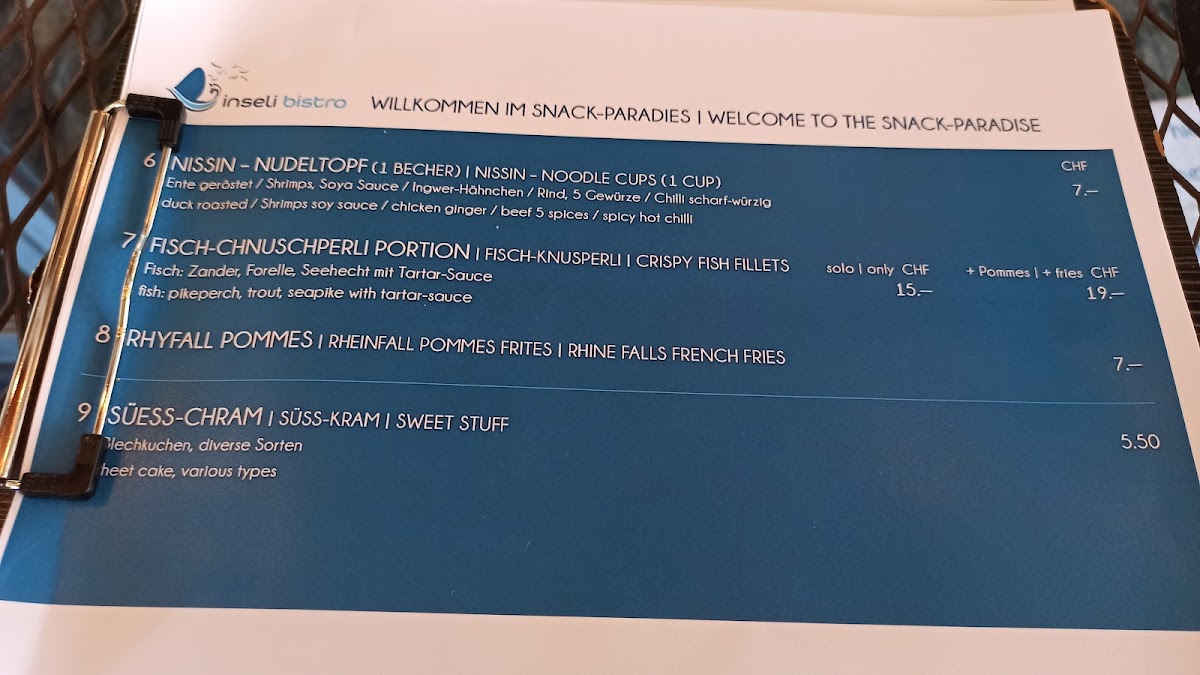 inseli bistro WILLKOMMEN IM SNACK-PARADIES | WELCOME TO THE SNACK-PARADISE
CHF
6 NISSIN - NUDELTOPF (1 BECHER) | NISSIN - NOODLE CUPS (1 CUP) 7.—
Ente geröstet / Shrimps, Soya Sauce / Ingwer-Hähnchen / Rind, 5 Gewürze / Chilli scharf-würzig
duck roasted / Shrimps soy sauce / chicken ginger / beef 5 spices / spicy hot chilli
7 FISCH-CHNUSCHPERLI PORTION | FISCH-KNUSPERLI | CRISPY FISH FILLETS solo | only CHF + Pommes | + fries CHF
Fisch: Zander, Forelle, Seehecht mit Tartar-Sauce 15.— 19.—
fish: pikeperch, trout, seapike with tartar-sauce
8 RHYFALL POMMES | RHEINFALL POMMES FRITES | RHINE FALLS FRENCH FRIES 7.—
9 SÜESS-CHRAM | SÜSS-KRAM | SWEET STUFF 5.50
Blechkuchen, diverse Sorten
heet cake, various types